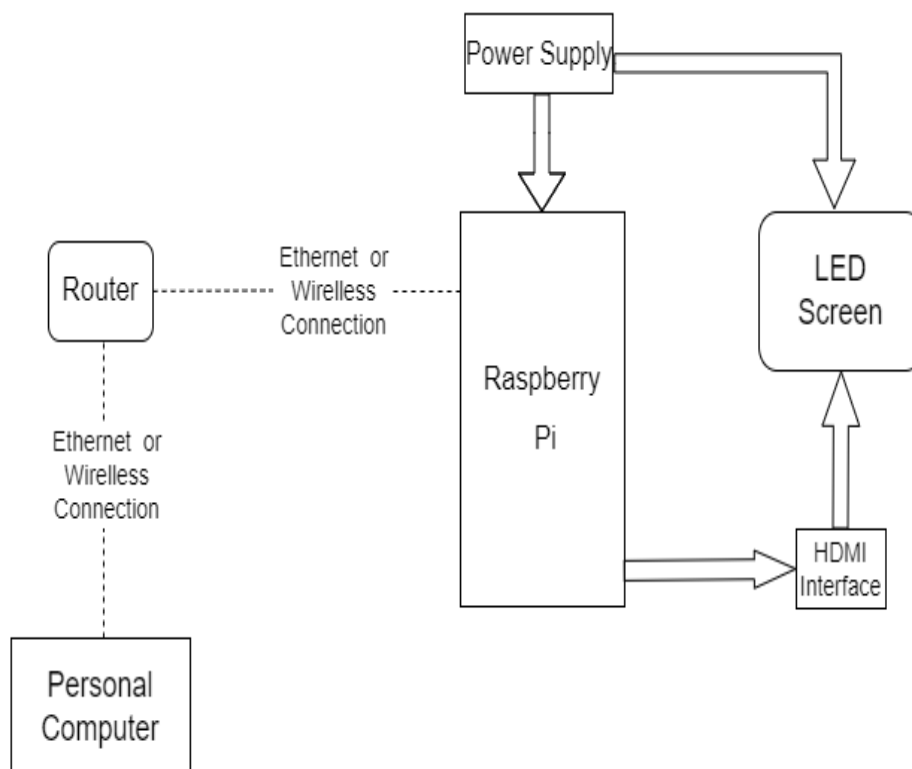 Power Supply
Router
Ethernet or
Wirelless
Connection
LED
Screen
Raspberry
Pi
Ethernet or
Wirelless
Connection
HDMI
Interface
Personal
Computer